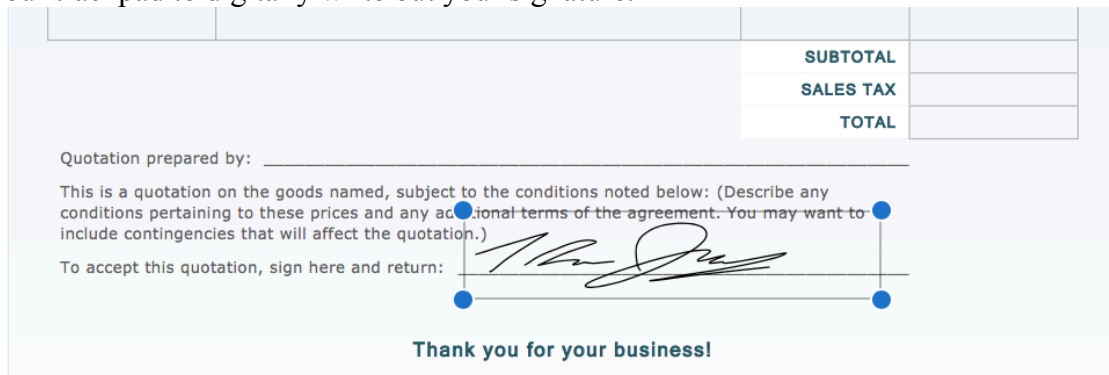 SUBTOTAL
SALES TAX
TOTAL
Quotation prepared by:
This is a quotation on the goods named, subject to the conditions noted below: (Describe any
conditions pertaining to these prices and any additional terms of the agreement. You may want to
include contingencies that will affect the quotation.)
To accept this quotation, sign here and return:
Thank you for your business!